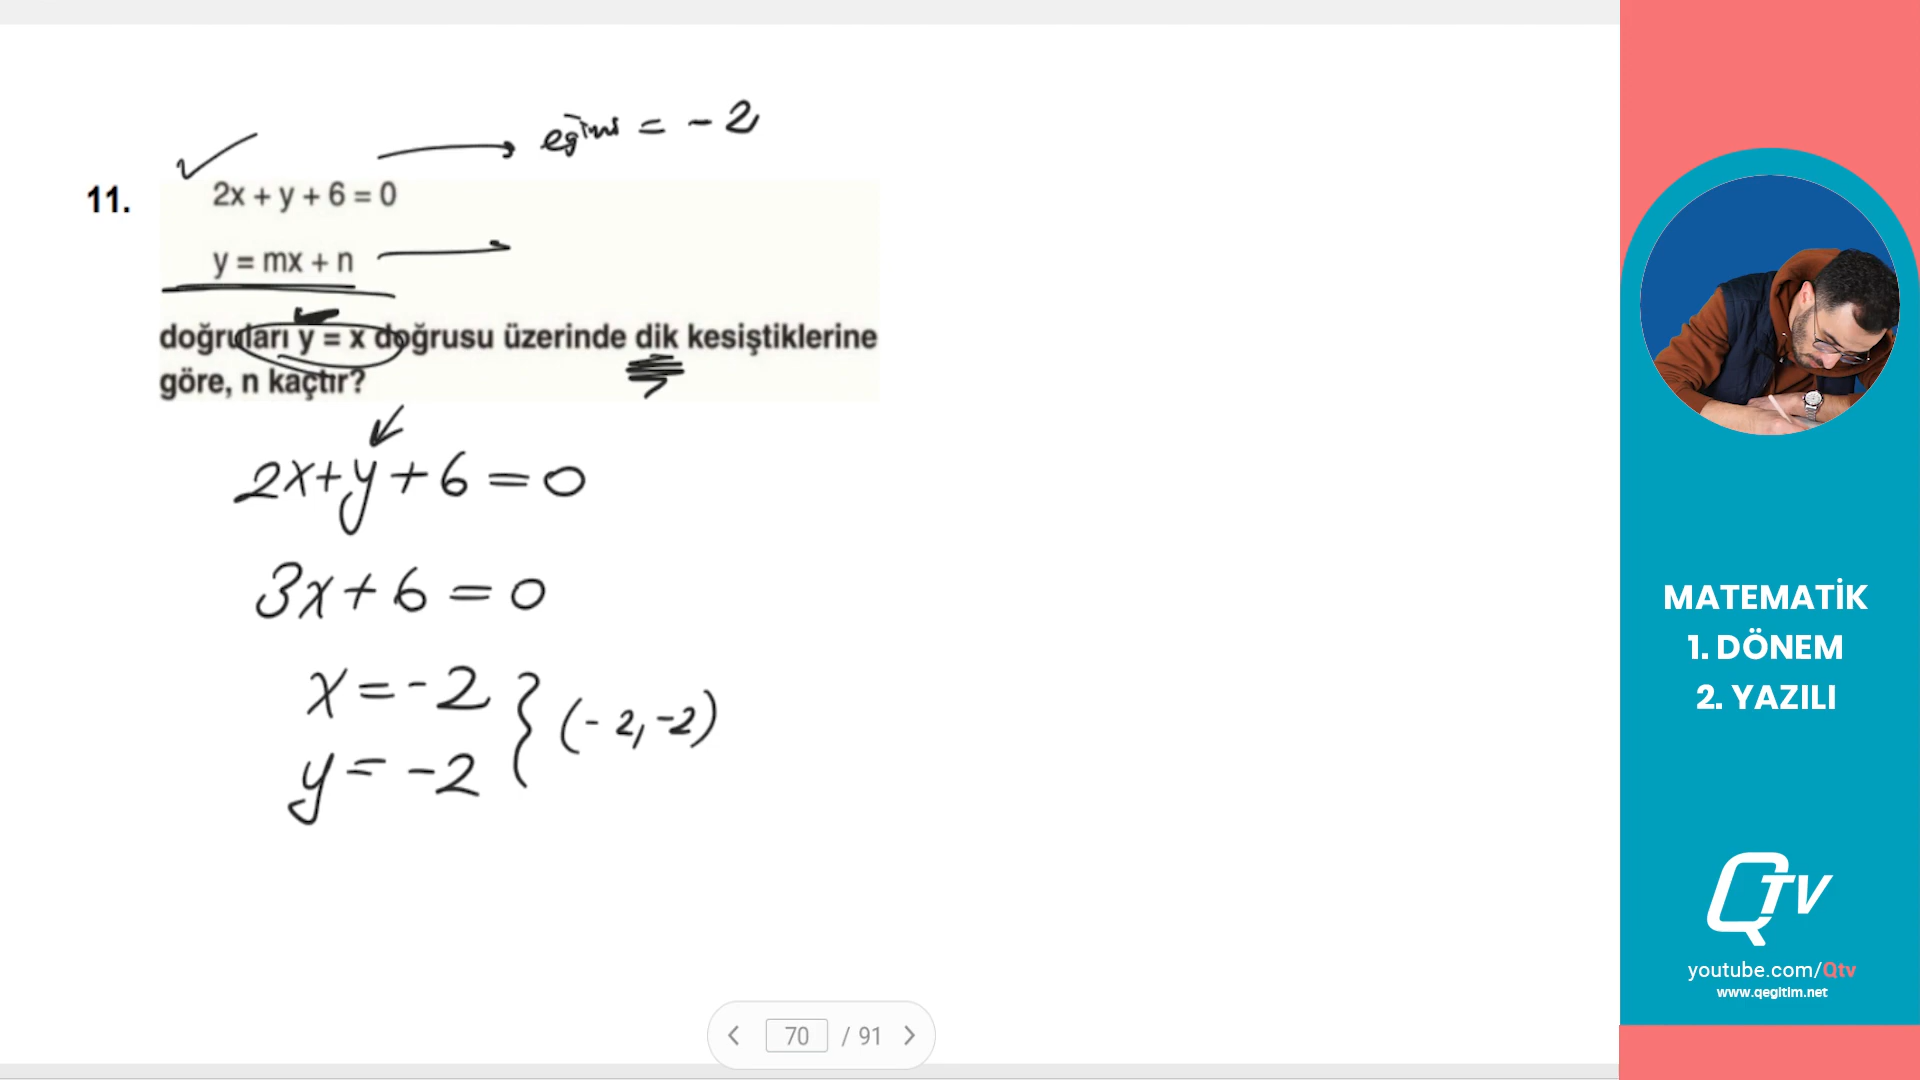 eğimi = - 2
11. 2x + y + 6 = 0
y = mx + n
doğruları y = x doğrusu üzerinde dik kesiştiklerine
göre, n kaçtır?
2x+y+6=0
3x+6=0
x=-2
(-2,-2)
y=-2
70 / 91
MATEMATİK
1. DÖNEM
2. YAZILI
QTV
youtube.com/Qtv
www.qegitim.net